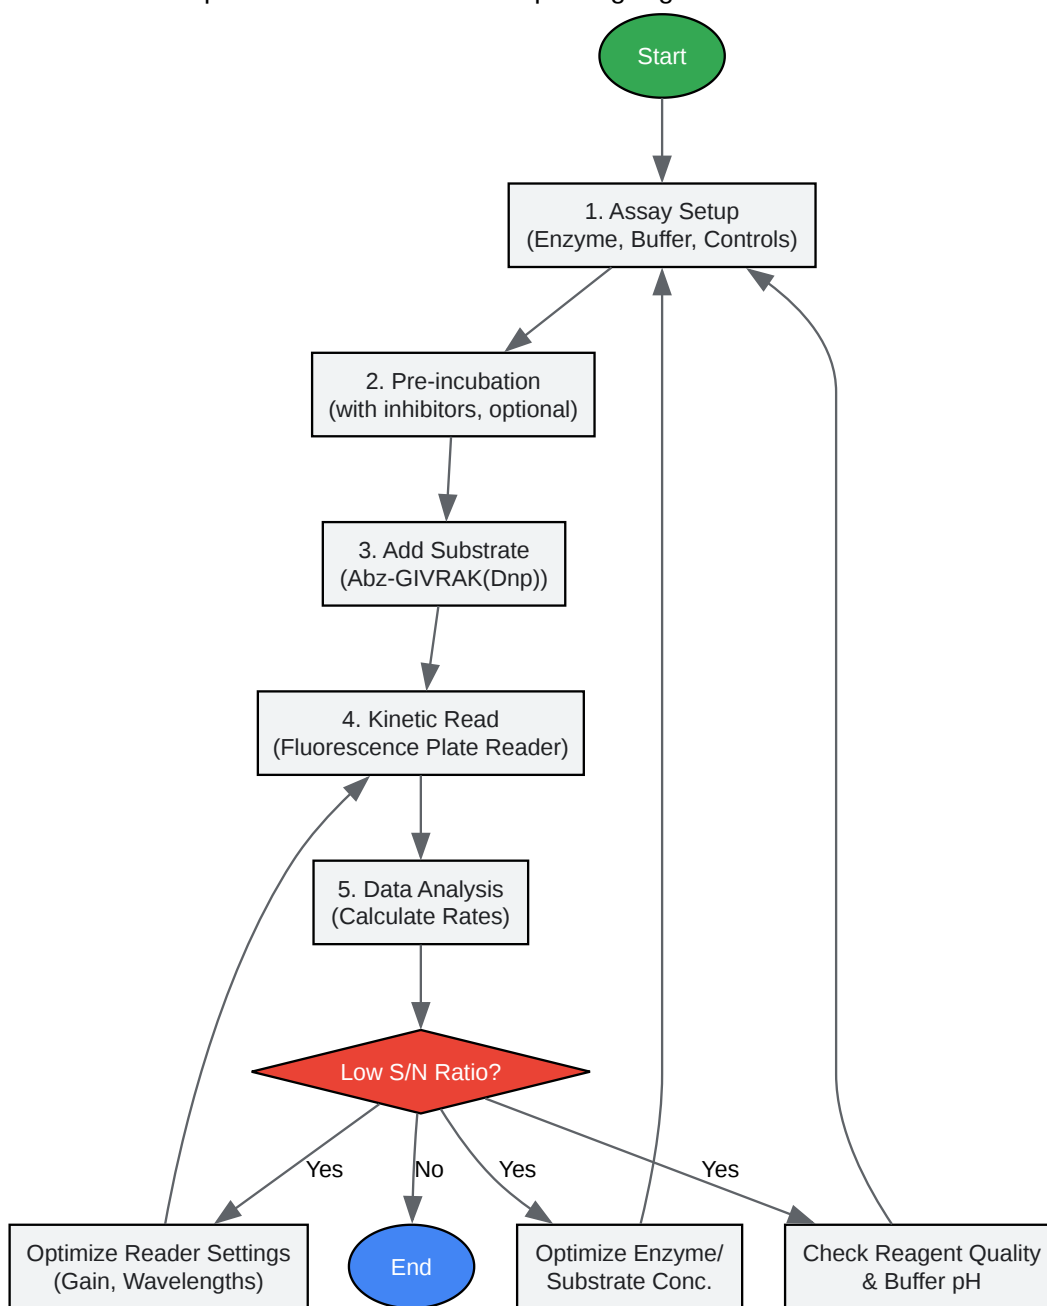 Start
1. Assay Setup
(Enzyme, Buffer, Controls)
2. Pre-incubation
(with inhibitors, optional)
3. Add Substrate
(Abz-GIVRAK(Dnp))
4. Kinetic Read
(Fluorescence Plate Reader)
5. Data Analysis
(Calculate Rates)
Low S/N Ratio?
Yes
No
Yes
Yes
Optimize Reader Settings
(Gain, Wavelengths)
End
Optimize Enzyme/
Substrate Conc.
Check Reagent Quality
& Buffer pH